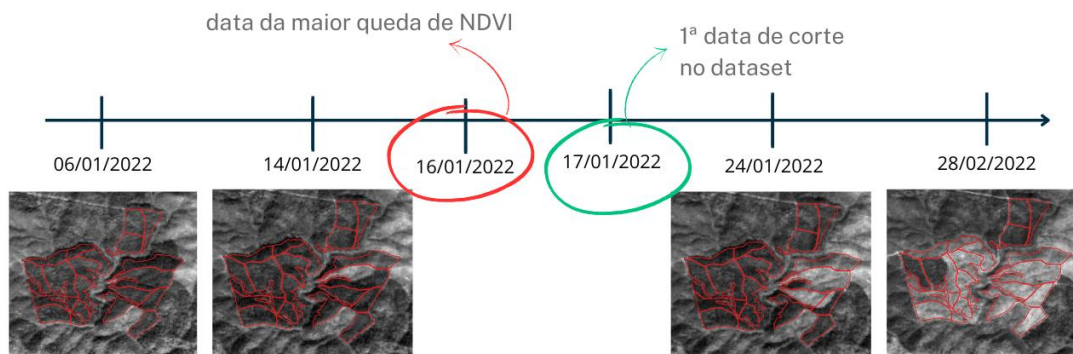 data da maior queda de NDVI
1ª data de corte
no dataset
06/01/2022
14/01/2022
16/01/2022
17/01/2022
24/01/2022
28/02/2022